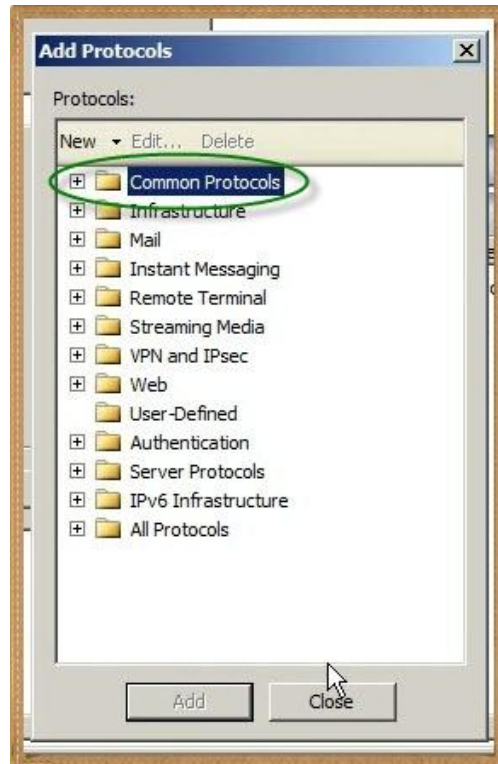 Add Protocols
Protocols:
New Edit... Delete
Common Protocols
Infrastructure
Mail
Instant Messaging
Remote Terminal
Streaming Media
VPN and IPsec
Web
User-Defined
Authentication
Server Protocols
IPv6 Infrastructure
All Protocols
Add Close